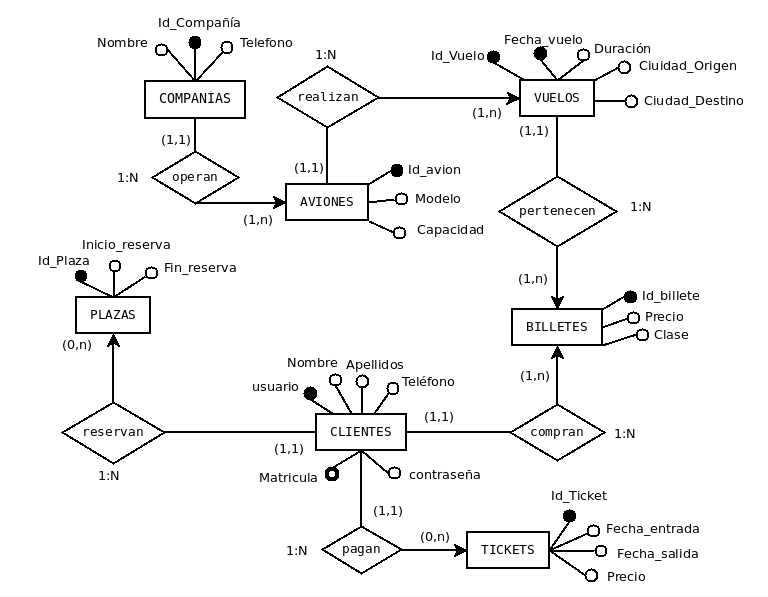 Id_Compañía
Nombre
Telefono
COMPANÍAS
(1,1)
1:N
operan
(1,n)
1:N
realizan
(1,1)
(1,n)
AVIONES
Id_avion
Modelo
Capacidad
Id_Vuelo
Fecha_vuelo
Duración
Ciuidad_Origen
Ciudad_Destino
VUELOS
(1,1)
pertenecen
1:N
(1,n)
BILLETES
Id_billete
Precio
Clase
(1,n)
compran
1:N
(1,1)
Inicio_reserva
Id_Plaza
Fin_reserva
PLAZAS
(0,n)
reservan
1:N
(1,1)
Nombre
Apellidos
usuario
Teléfono
CLIENTES
Matricula
contraseña
(1,1)
1:N
pagan
(0,n)
TICKETS
Id_Ticket
Fecha_entrada
Fecha_salida
Precio